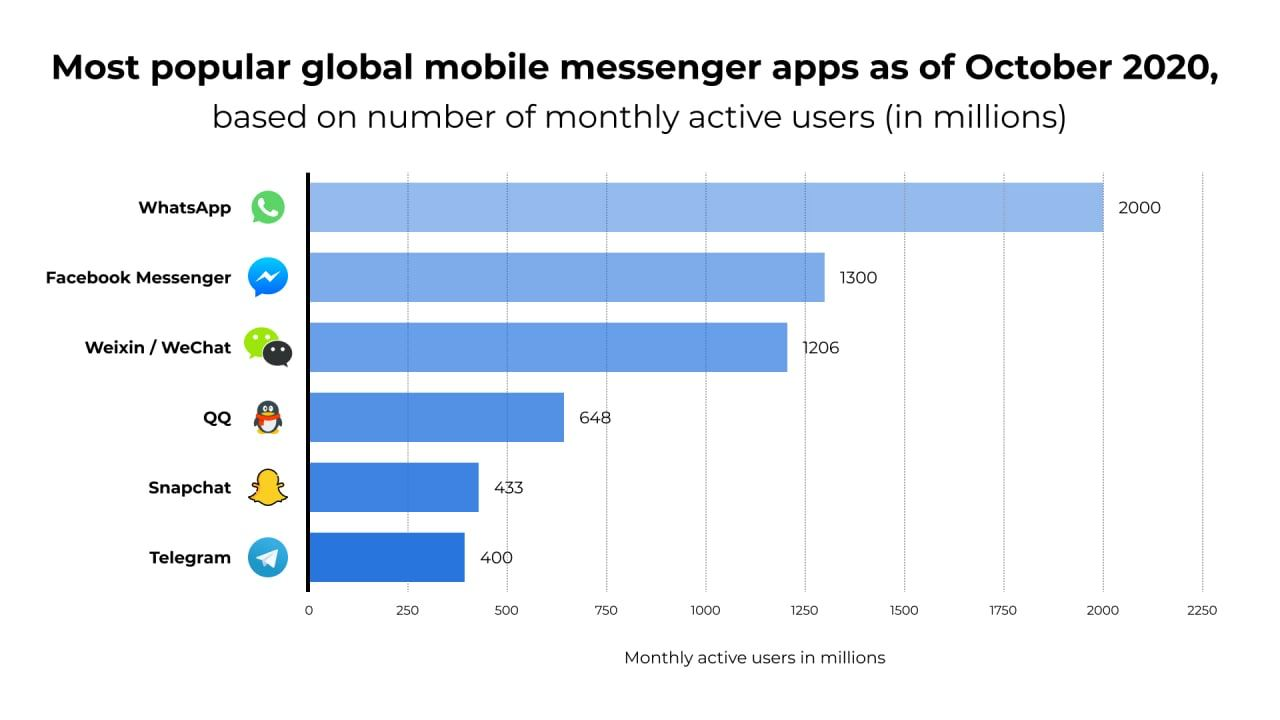 Most popular global mobile messenger apps as of October 2020,
based on number of monthly active users (in millions)
WhatsApp 2000
Facebook Messenger 1300
Weixin / WeChat 1206
QQ 648
Snapchat 433
Telegram 400
0 250 500 750 1000 1250 1500 1750 2000 2250
Monthly active users in millions